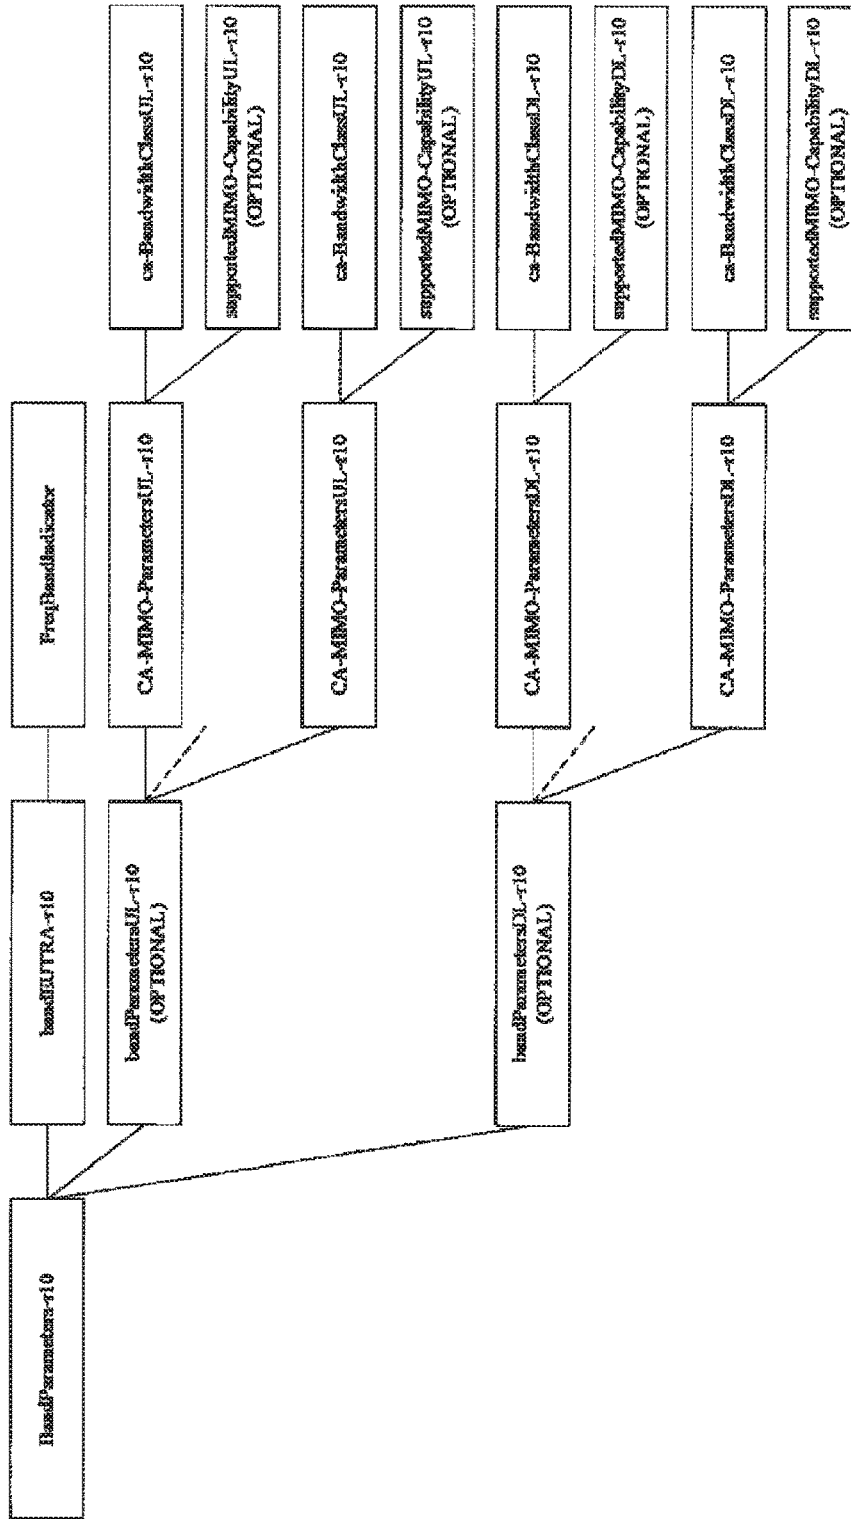 BandParameters-r10
bandEUTRA-r10
FreqBandIndicator
bandParametersUL-r10
(OPTIONAL)
CA-MIMO-ParametersUL-r10
ca-BandwidthClassUL-r10
supportedMIMO-CapabilityUL-r10
(OPTIONAL)
CA-MIMO-ParametersUL-r10
ca-BandwidthClassUL-r10
supportedMIMO-CapabilityUL-r10
(OPTIONAL)
bandParametersDL-r10
(OPTIONAL)
CA-MIMO-ParametersDL-r10
ca-BandwidthClassDL-r10
supportedMIMO-CapabilityDL-r10
(OPTIONAL)
CA-MIMO-ParametersDL-r10
ca-BandwidthClassDL-r10
supportedMIMO-CapabilityDL-r10
(OPTIONAL)